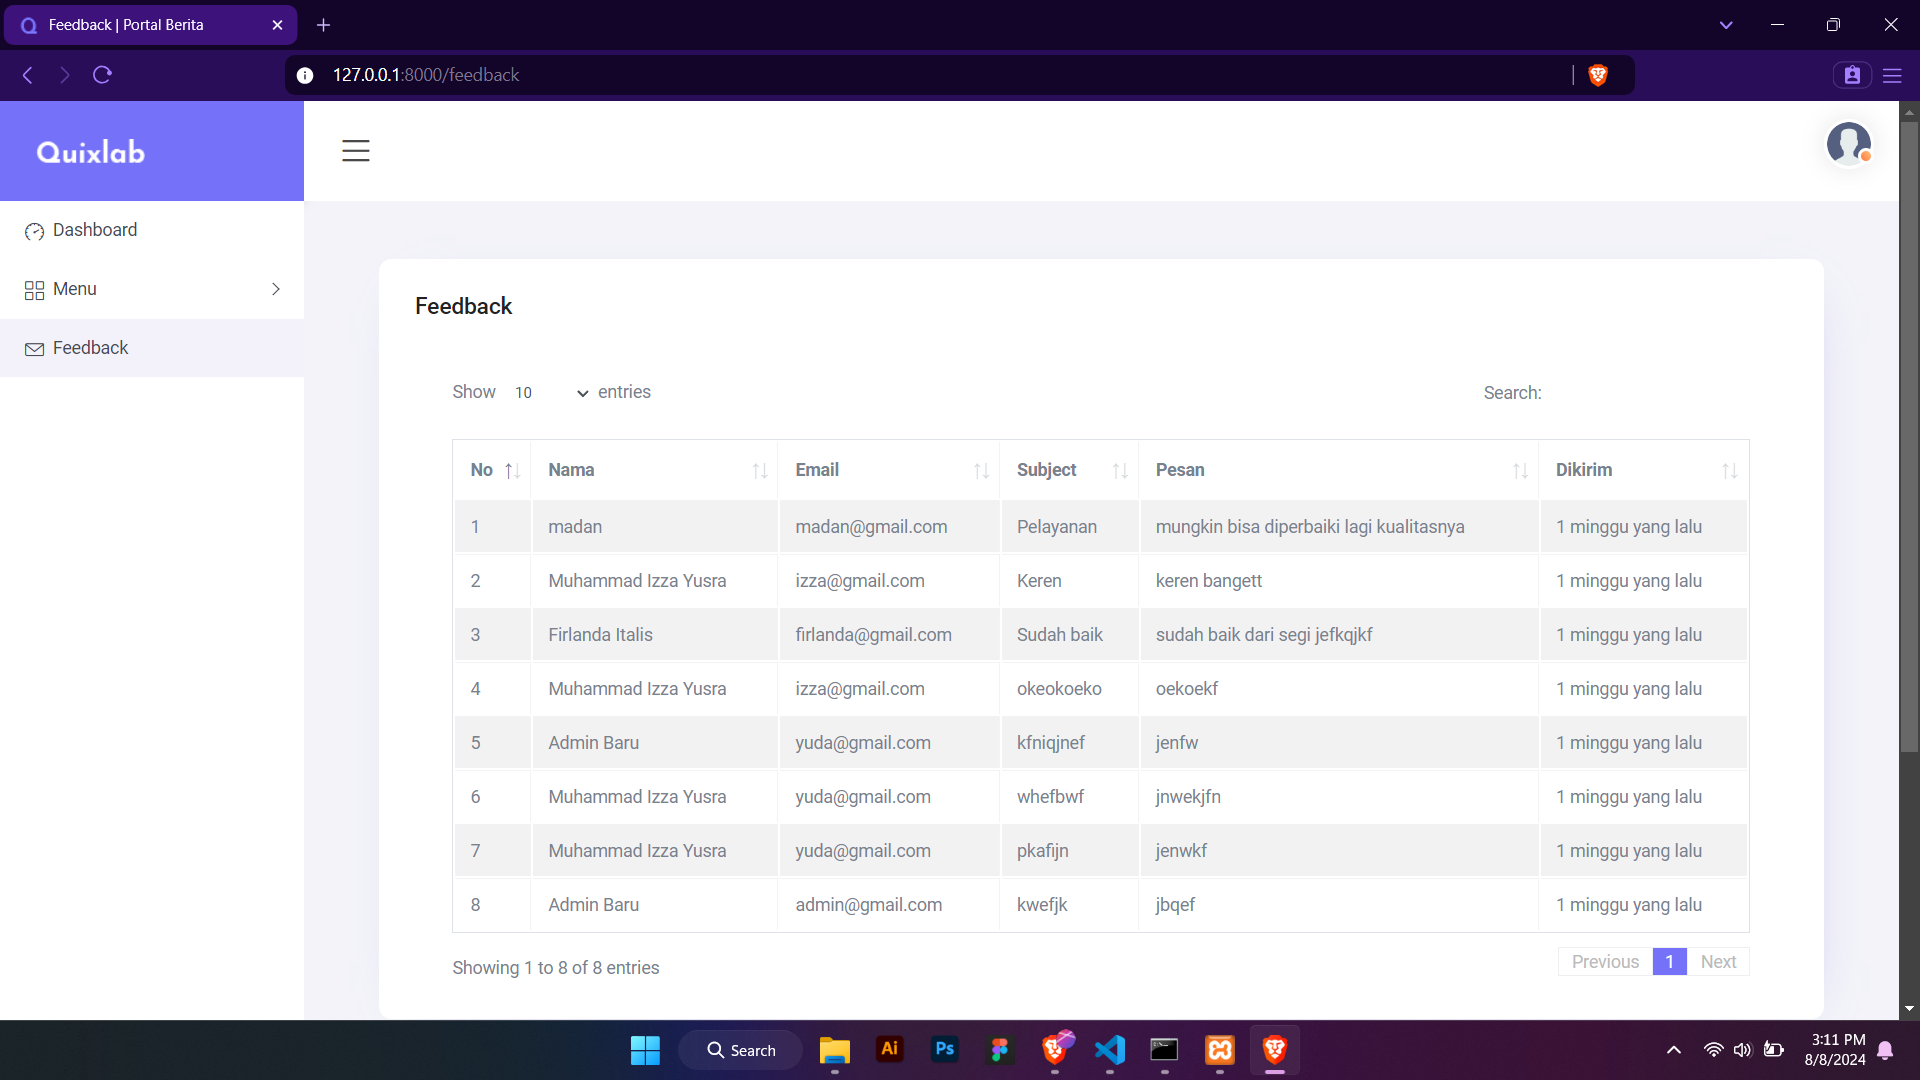 Feedback | Portal Berita
127.0.0.1:8000/feedback
Quixlab
Dashboard
Menu
Feedback
Feedback
Show 10 entries
Search:
No Nama Email Subject Pesan Dikirim
1 madan madan@gmail.com Pelayanan mungkin bisa diperbaiki lagi kualitasnya 1 minggu yang lalu
2 Muhammad Izza Yusra izza@gmail.com Keren keren bangett 1 minggu yang lalu
3 Firlanda Italis firlanda@gmail.com Sudah baik sudah baik dari segi jefkqjkf 1 minggu yang lalu
4 Muhammad Izza Yusra izza@gmail.com okeokoeko oekoekf 1 minggu yang lalu
5 Admin Baru yuda@gmail.com kfniqjnef jenfw 1 minggu yang lalu
6 Muhammad Izza Yusra yuda@gmail.com whefbwf jnwekjfn 1 minggu yang lalu
7 Muhammad Izza Yusra yuda@gmail.com pkafijn jenwkf 1 minggu yang lalu
8 Admin Baru admin@gmail.com kwefjk jbqef 1 minggu yang lalu
Showing 1 to 8 of 8 entries
Previous 1 Next
Search
Ai
Ps
3:11 PM
8/8/2024